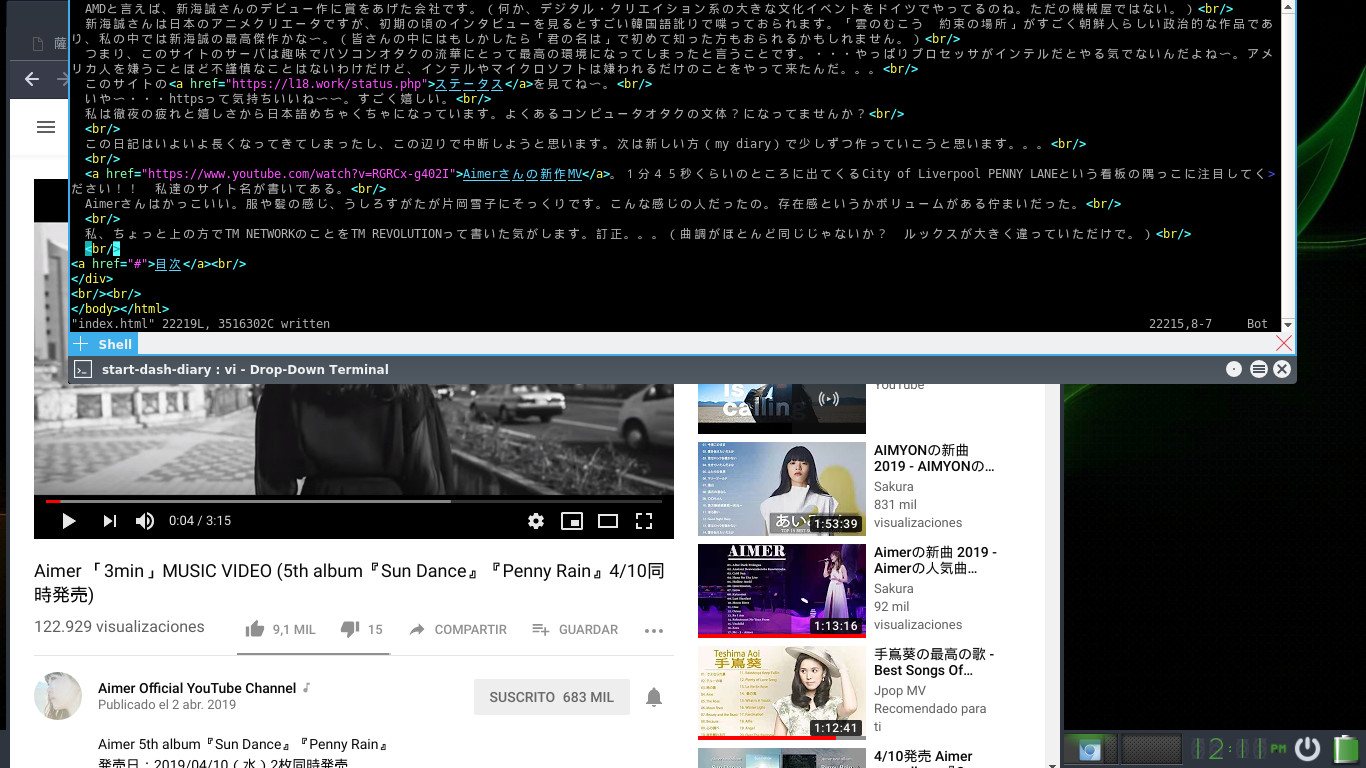 AMDと言えば、新海誠さんのデビュー作に賞をあげた会社です。(何か、デジタル・クリエイション系の大きな文化イベントをドイツでやってるのね。ただの機械屋ではない。)<br/>
新海誠さんは日本のアニメクリエータですが、初期の頃のインタビューを見るとすごい韓国語訛りで喋っておられます。「雲のむこう　約束の場所」がすごく朝鮮人らしい政治的な作品であ
り、私の中では新海誠の最高傑作かな〜。(皆さんの中にはもしかしたら「君の名は」で初めて知った方もおられるかもしれません。)<br/>
つまり、このサイトのサーバは趣味でパソコンオタクの流華にとって最高の環境になってしまったと言うことです。・・・やっぱりプロセッサがインテルだとやる気でないんだよね〜。アメ
リカ人を嫌うことほど不謹慎なことはないわけだけど、インテルやマイクロソフトは嫌われるだけのことをやって来たんだ。。。<br/>
このサイトの<a href="https://l18.work/status.php">ステータス</a>を見てね〜。<br/>
いや〜・・・httpsって気持ちいいね〜〜。すごく嬉しい。<br/>
私は徹夜の疲れと嬉しさから日本語めちゃくちゃになっています。よくあるコンピュータオタクの文体？になってませんか？<br/>
<br/>
この日記はいよいよ長くなってきてしまったし、この辺りで中断しようと思います。次は新しい方(my diary)で少しずつ作っていこうと思います。。。<br/>
<br/>
<a href="https://www.youtube.com/watch?v=RGRCx-g402I">Aimerさんの新作MV</a>。１分４５秒くらいのところに出てくるCity of Liverpool PENNY LANEという看板の隅っこに注目してく>
ださい！！　私達のサイト名が書いてある。<br/>
Aimerさんはかっこいい。服や髪の感じ、うしろすがたが片岡雪子にそっくりです。こんな感じの人だったの。存在感というかボリュームがある佇まいだった。<br/>
<br/>
私、ちょっと上の方でTM NETWORKのことをTM REVOLUTIONって書いた気がします。訂正。。。(曲調がほとんど同じじゃないか？　ルックスが大きく違っていただけで。)<br/>
<br/>
<a href="#">目次</a><br/>
</div>
<br/><br/>
</body></html>
"index.html" 22219L, 3516302C written 22215,8-7 Bot
Shell
start-dash-diary : vi - Drop-Down Terminal
薩
is
calling
YouTube
0:04 / 3:15
Aimer 「3min」MUSIC VIDEO (5th album『Sun Dance』『Penny Rain』4/10同
時発売)
122.929 visualizaciones
9,1 MIL 15 COMPARTIR GUARDAR
Aimer Official YouTube Channel
Publicado el 2 abr. 2019
SUSCRITO 683 MIL
Aimer 5th album『Sun Dance』『Penny Rain』
発売日：2019/04/10(水)2枚同時発売
あい
1:53:39
AIMYONの新曲
2019 - AIMYONの…
Sakura
831 mil
visualizaciones
AIMER
1:13:16
Aimerの新曲 2019 -
Aimerの人気曲…
Sakura
92 mil
visualizaciones
Teshima Aoi
手嶌葵
1:12:41
手嶌葵の最高の歌 -
Best Songs Of…
Jpop MV
Recomendado para
ti
4/10発売 Aimer
PM